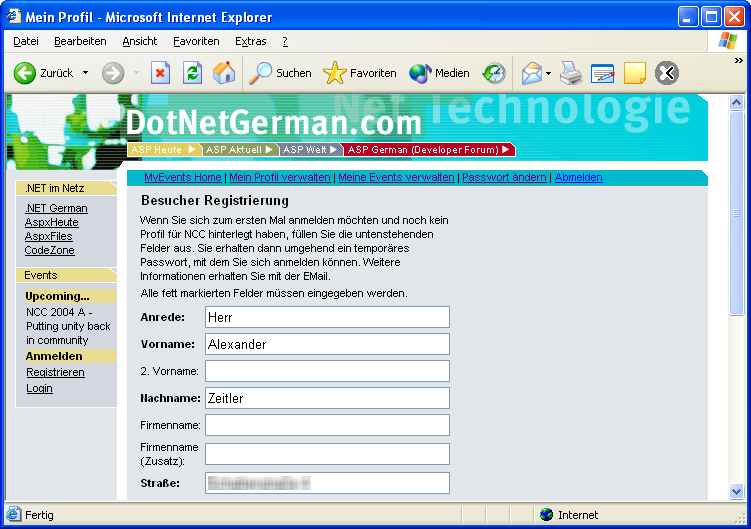 Mein Profil - Microsoft Internet Explorer
Datei Bearbeiten Ansicht Favoriten Extras ?
Zurück Suchen Favoriten Medien
Net Technologie
DotNetGerman.com
ASP Heute ASP Aktuell ASP Welt ASP German (Developer Forum)
MyEvents Home | Mein Profil verwalten | Meine Events verwalten | Passwort ändern | Abmelden
.NET im Netz
.NET German
AspxHeute
AspxFiles
CodeZone
Events
Upcoming...
NCC 2004 A -
Putting unity back
in community
Anmelden
Registrieren
Login
Besucher Registrierung
Wenn Sie sich zum ersten Mal anmelden möchten und noch kein
Profil für NCC hinterlegt haben, füllen Sie die untenstehenden
Felder aus. Sie erhalten dann umgehend ein temporäres
Passwort, mit dem Sie sich anmelden können. Weitere
Informationen erhalten Sie mit der EMail.
Alle fett markierten Felder müssen eingegeben werden.
Anrede: Herr
Vorname: Alexander
2. Vorname:
Nachname: Zeitler
Firmenname:
Firmenname
(Zusatz):
Straße:
Fertig Internet